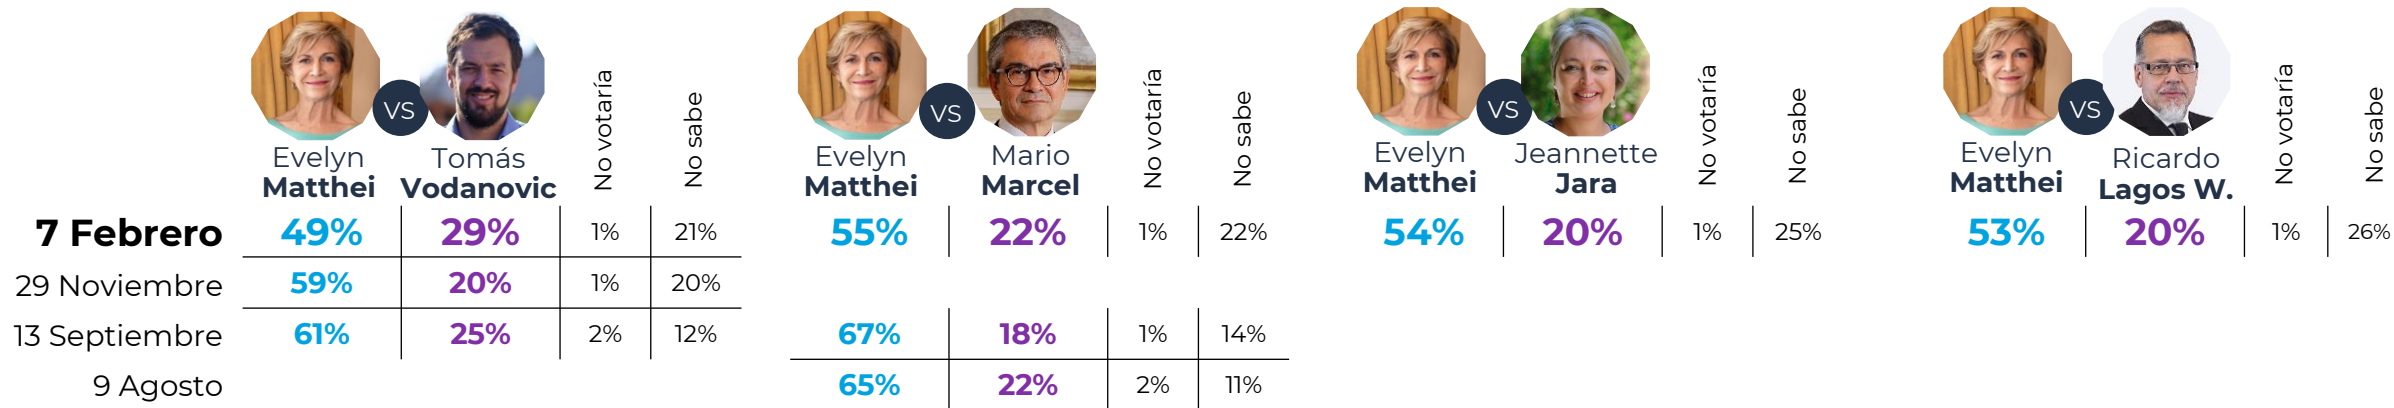 VS
No votaría
No sabe
Evelyn
Matthei
Tomás
Vodanovic
VS
No votaría
No sabe
Evelyn
Matthei
Mario
Marcel
VS
No votaría
No sabe
Evelyn
Matthei
Jeannette
Jara
VS
No votaría
No sabe
Evelyn
Matthei
Ricardo
Lagos W.
7 Febrero 49% 29% 1% 21% 55% 22% 1% 22% 54% 20% 1% 25% 53% 20% 1% 26%
29 Noviembre 59% 20% 1% 20%
13 Septiembre 61% 25% 2% 12% 67% 18% 1% 14%
9 Agosto 65% 22% 2% 11%